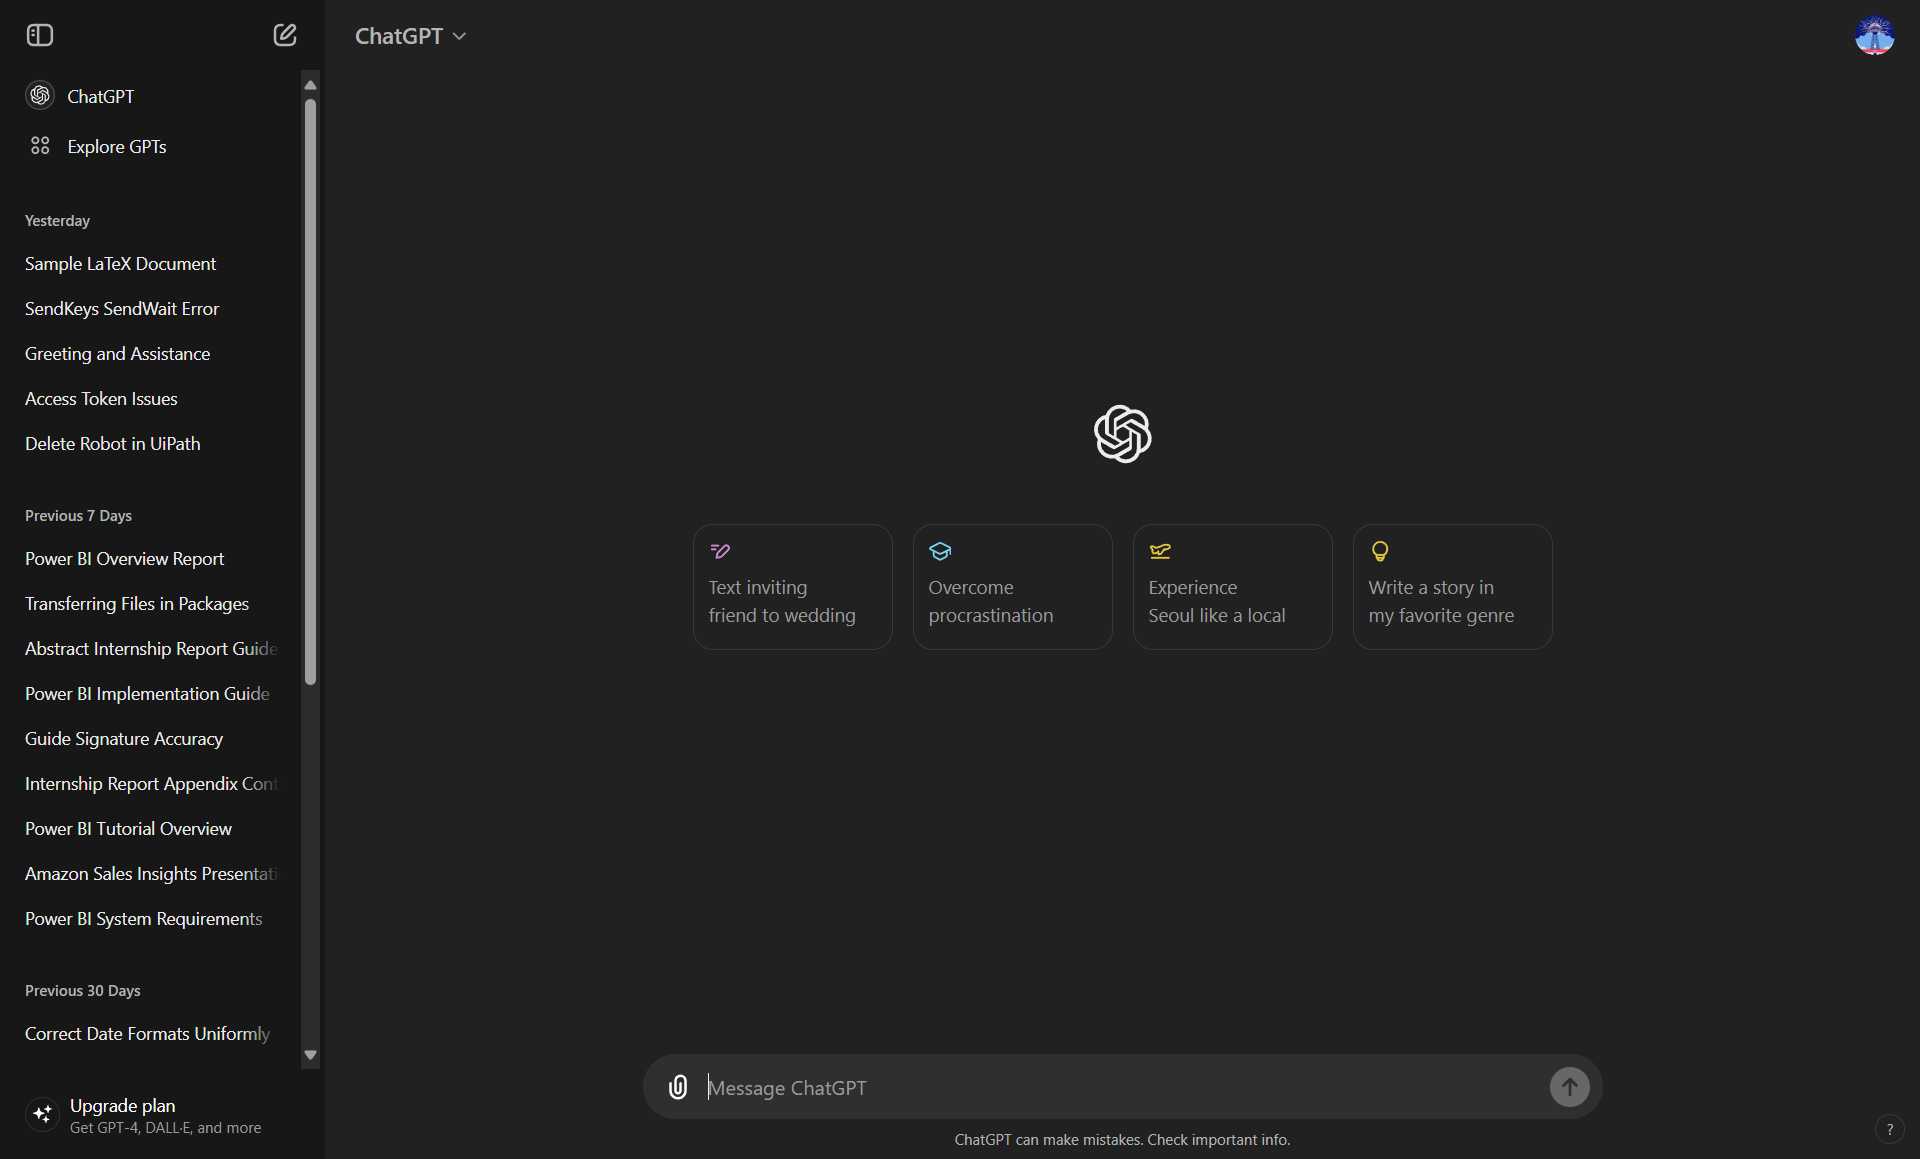 ChatGPT
ChatGPT
Explore GPTs
Yesterday
Sample LaTeX Document
SendKeys SendWait Error
Greeting and Assistance
Access Token Issues
Delete Robot in UiPath
Previous 7 Days
Power BI Overview Report
Transferring Files in Packages
Abstract Internship Report Guide
Power BI Implementation Guide
Guide Signature Accuracy
Internship Report Appendix Cont
Power BI Tutorial Overview
Amazon Sales Insights Presentati
Power BI System Requirements
Previous 30 Days
Correct Date Formats Uniformly
Upgrade plan
Get GPT-4, DALL·E, and more
Text inviting
friend to wedding
Overcome
procrastination
Experience
Seoul like a local
Write a story in
my favorite genre
Message ChatGPT
ChatGPT can make mistakes. Check important info.
?